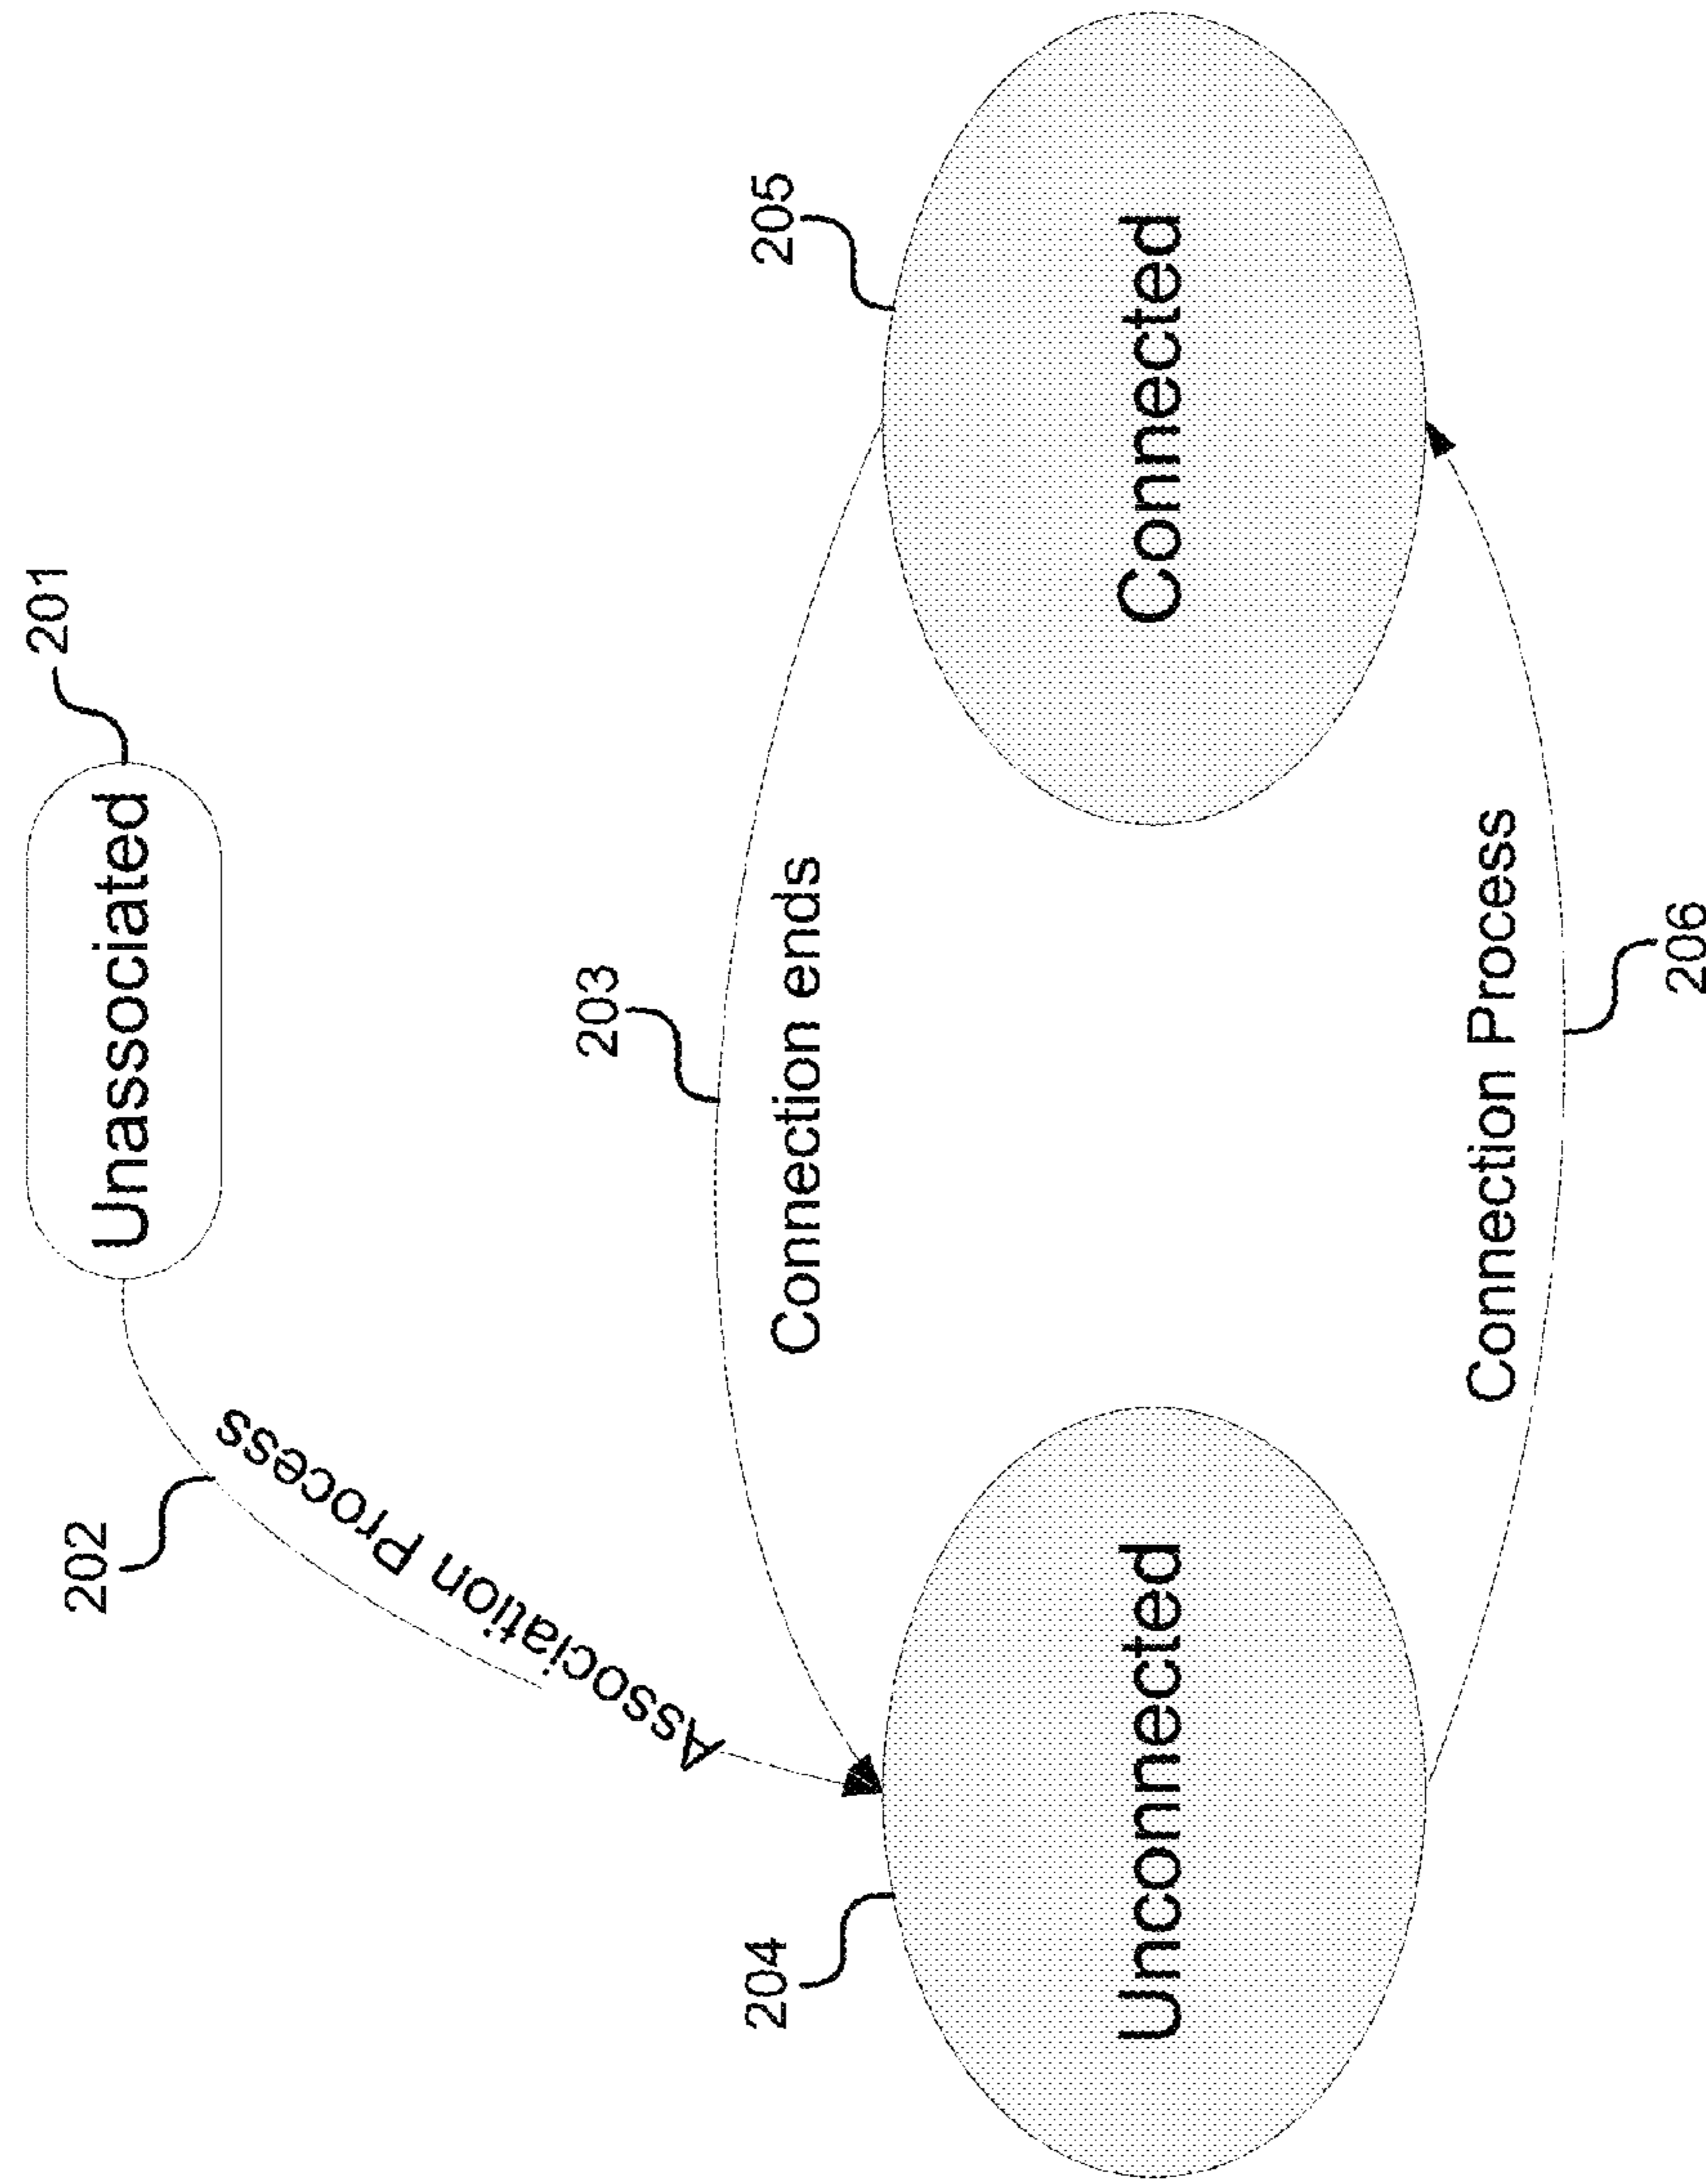 201
Unassociated
202
Association Process
203
Connection ends
204
205
Unconnected
Connected
Connection Process
206